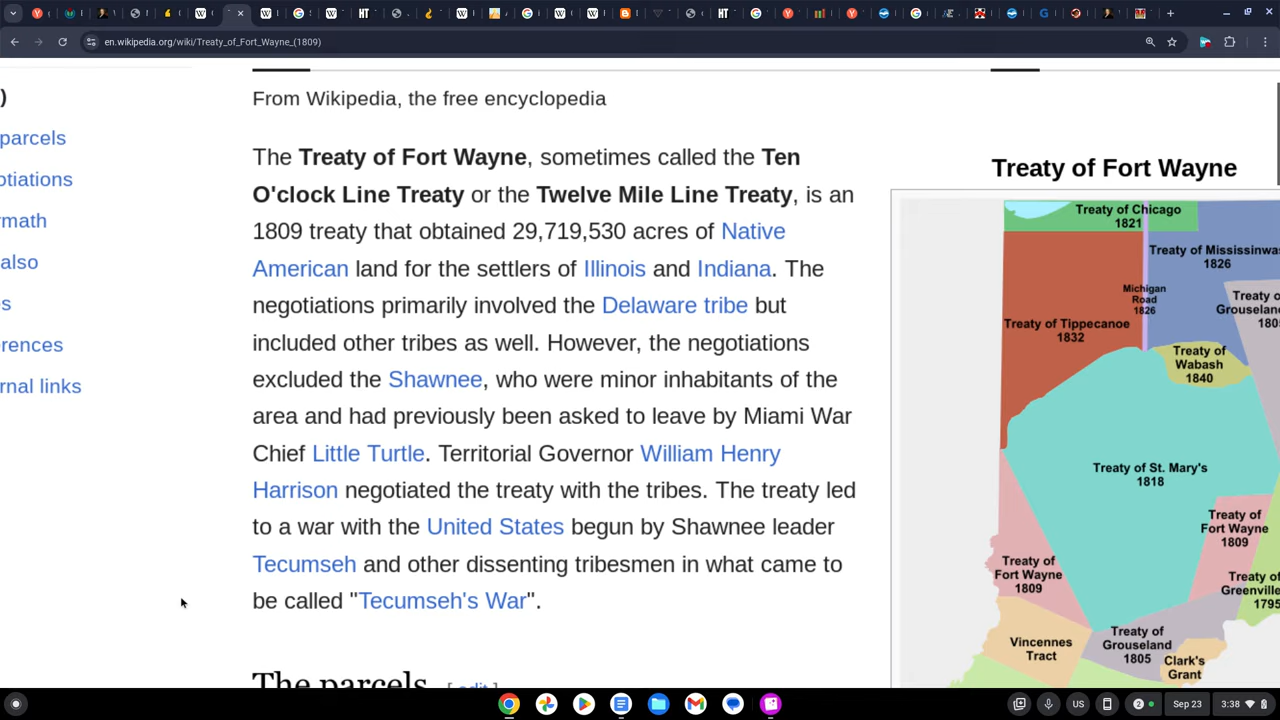 en.wikipedia.org/wiki/Treaty_of_Fort_Wayne_(1809)
)
parcels
otiations
rmath
also
s
rences
rnal links
From Wikipedia, the free encyclopedia
The Treaty of Fort Wayne, sometimes called the Ten
O'clock Line Treaty or the Twelve Mile Line Treaty, is an
1809 treaty that obtained 29,719,530 acres of Native
American land for the settlers of Illinois and Indiana. The
negotiations primarily involved the Delaware tribe but
included other tribes as well. However, the negotiations
excluded the Shawnee, who were minor inhabitants of the
area and had previously been asked to leave by Miami War
Chief Little Turtle. Territorial Governor William Henry
Harrison negotiated the treaty with the tribes. The treaty led
to a war with the United States begun by Shawnee leader
Tecumseh and other dissenting tribesmen in what came to
be called "Tecumseh's War".
The parcels [ edit ]
Treaty of Fort Wayne
Treaty of Chicago
1821
Treaty of Mississinwa
1826
Michigan
Road
1826
Treaty o
Grouseland
180
Treaty of Tippecanoe
1832
Treaty of
Wabash
1840
Treaty of St. Mary's
1818
Treaty of
Fort Wayne
1809
Treaty of
Fort Wayne
1809
Treaty of
Greenville
1795
Vincennes
Tract
Treaty of
Grouseland
1805
Clark's
Grant
US
2
Sep 23
3:38